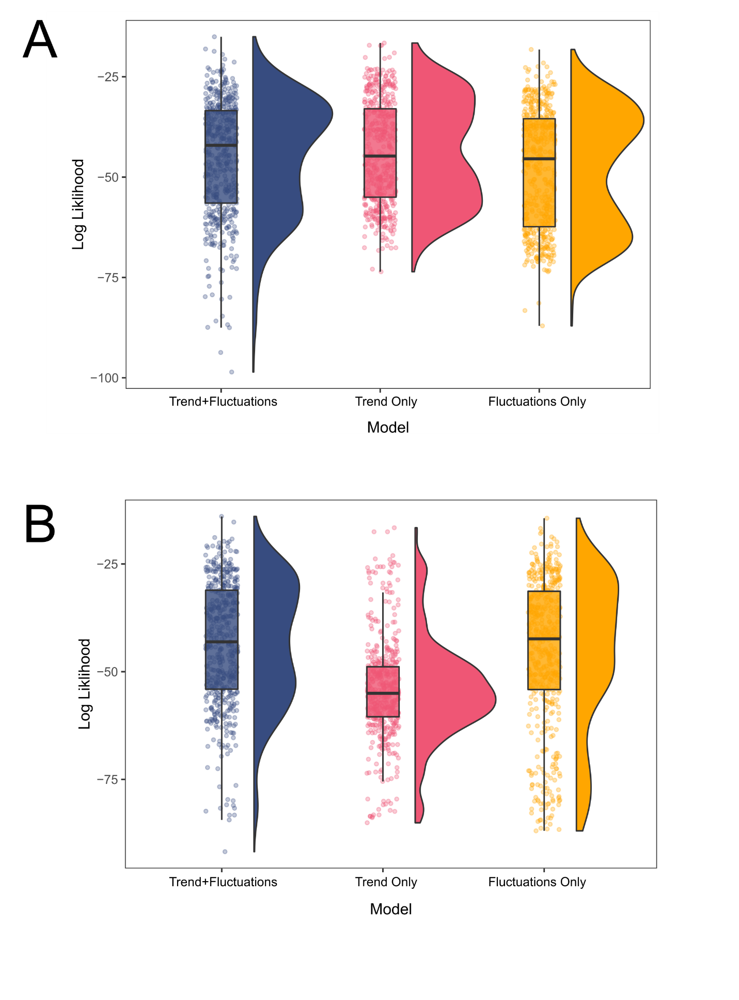 A
−25
−50
−75
−100
Log Liklihood
Trend+Fluctuations Trend Only Fluctuations Only
Model
B
−25
−50
−75
Log Liklihood
Trend+Fluctuations Trend Only Fluctuations Only
Model